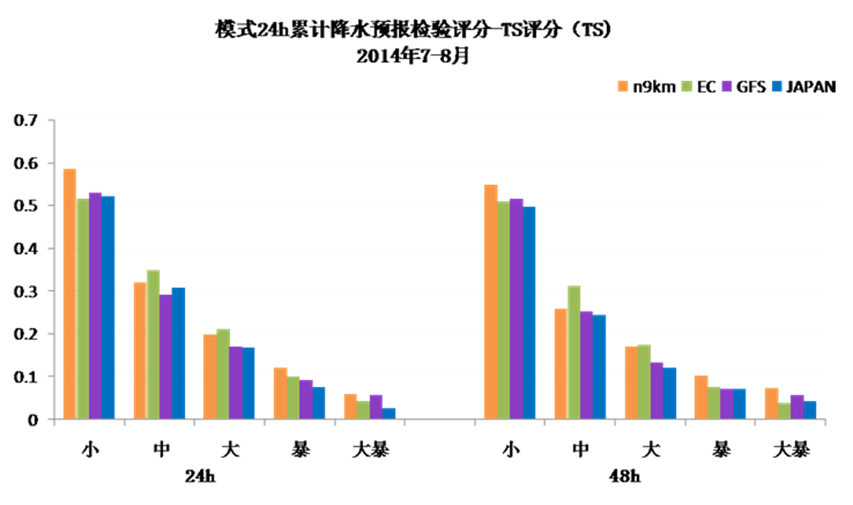 模式24h累计降水预报检验评分-TS评分（TS)
2014年7-8月
n9km EC GFS JAPAN
0.7
0.6
0.5
0.4
0.3
0.2
0.1
0
小 中 大 暴 大暴 小 中 大 暴 大暴
24h 48h